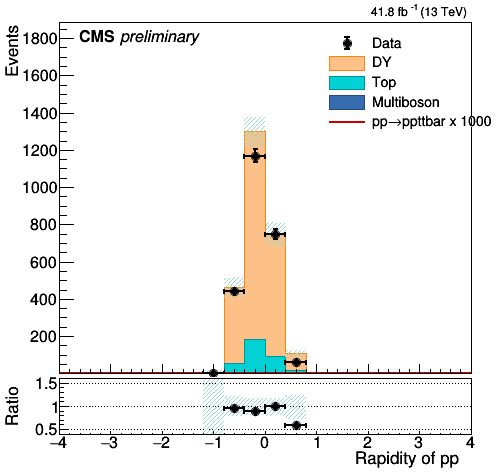 41.8 fb⁻¹ (13 TeV)
CMS preliminary
Events
1800
1600
1400
1200
1000
800
600
400
200
Data
DY
Top
Multiboson
pp→ppttbar x 1000
Ratio
1.5
1
0.5
−4 −3 −2 −1 0 1 2 3 4
Rapidity of pp